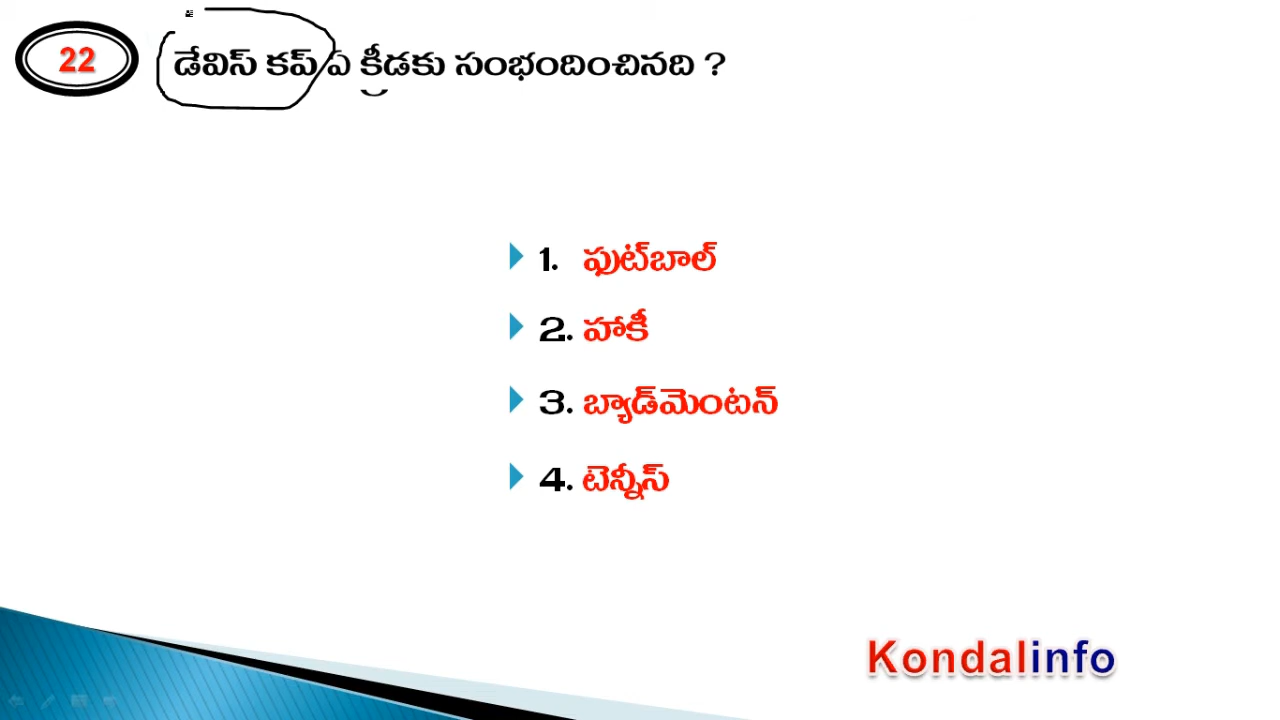 22
డేవిస్ కప్ ఏ క్రీడకు సంభందించినది ?
1. ఫుట్‌బాల్
2. హాకీ
3. బ్యాడ్‌మెంటన్
4. టెన్నీస్
Kondalinfo